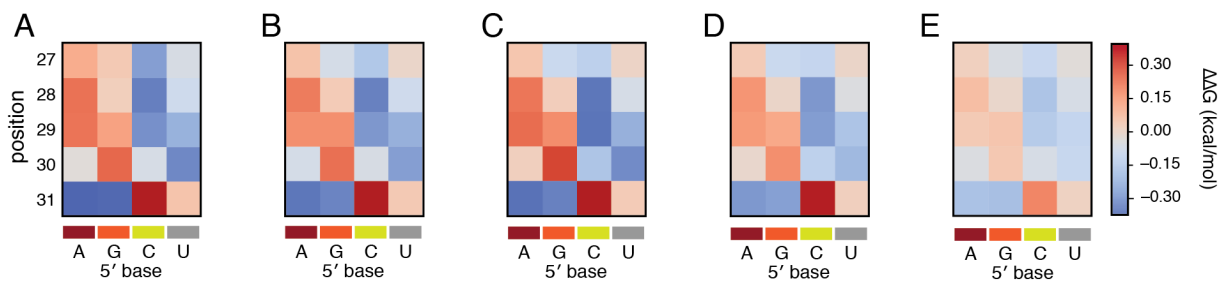 A B C D E
position
27
28
29
30
31
A G C U
5′ base
A G C U
5′ base
A G C U
5′ base
A G C U
5′ base
A G C U
5′ base
0.30
0.15
0.00
−0.15
−0.30
ΔΔG (kcal/mol)